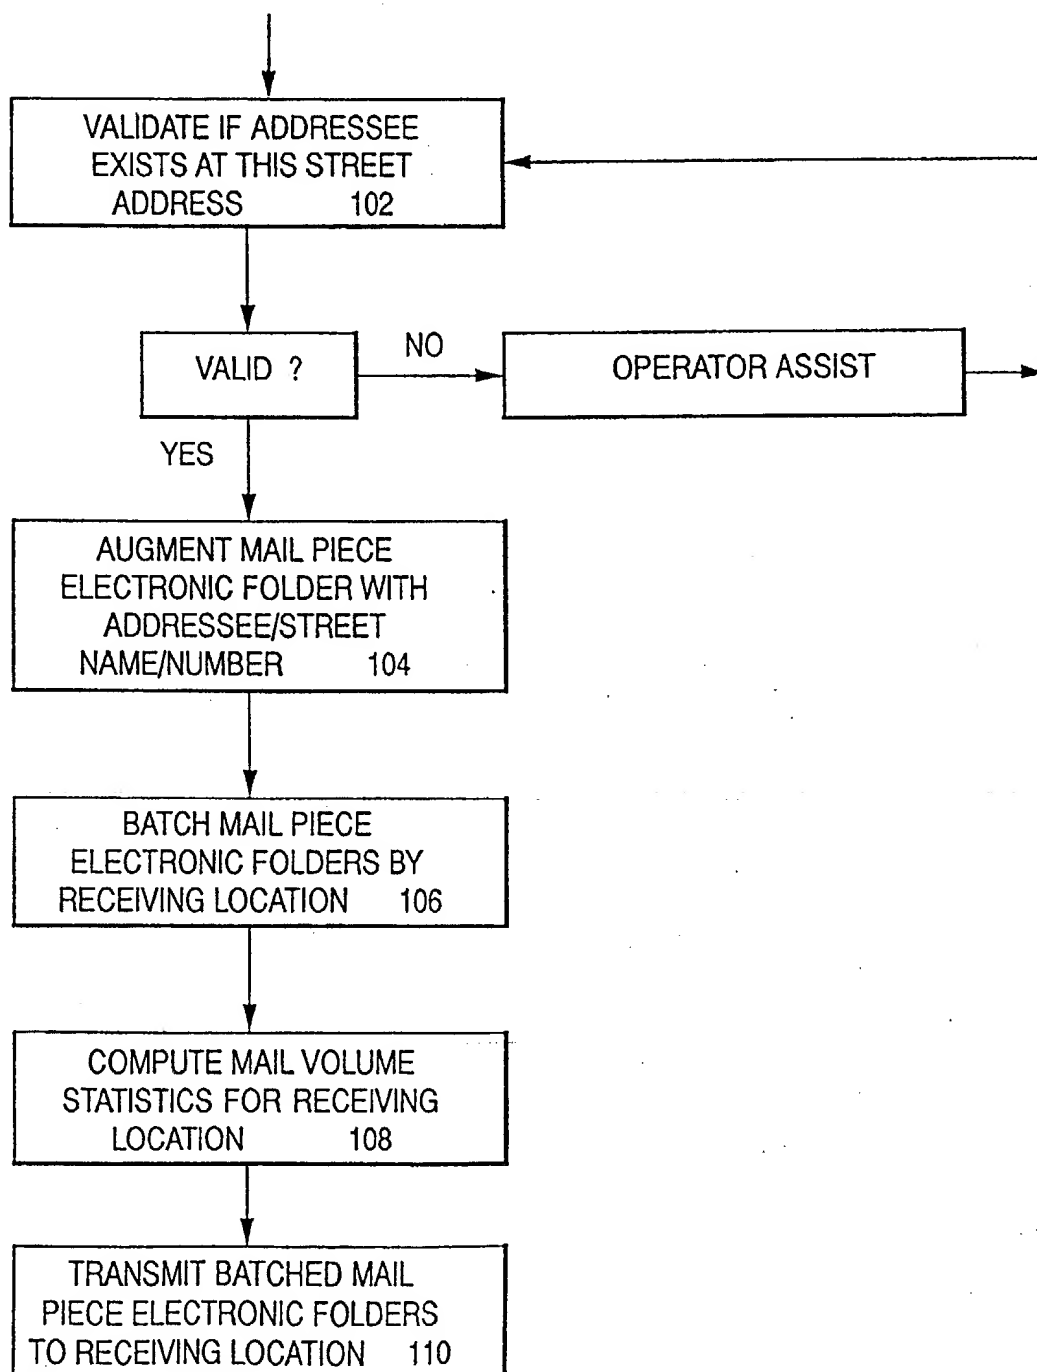 VALIDATE IF ADDRESSEE
EXISTS AT THIS STREET
ADDRESS 102
VALID ?
NO
OPERATOR ASSIST
YES
AUGMENT MAIL PIECE
ELECTRONIC FOLDER WITH
ADDRESSEE/STREET
NAME/NUMBER 104
BATCH MAIL PIECE
ELECTRONIC FOLDERS BY
RECEIVING LOCATION 106
COMPUTE MAIL VOLUME
STATISTICS FOR RECEIVING
LOCATION 108
TRANSMIT BATCHED MAIL
PIECE ELECTRONIC FOLDERS
TO RECEIVING LOCATION 110